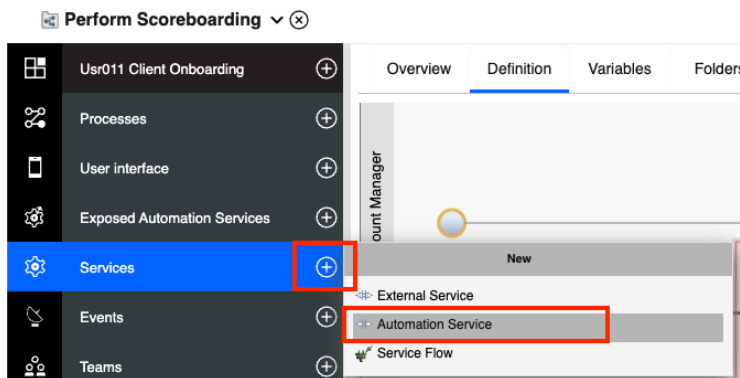 Perform Scoreboarding
Usr011 Client Onboarding
Overview
Definition
Variables
Folders
Processes
User interface
ount Manager
Exposed Automation Services
Services
New
External Service
Automation Service
Service Flow
Events
Teams